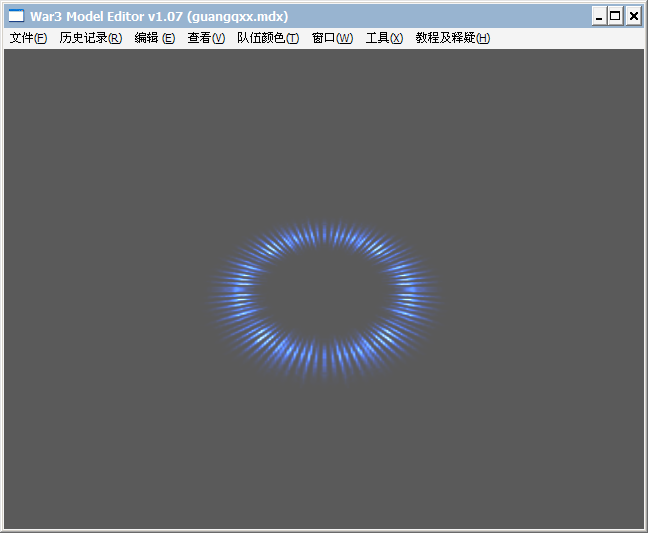 War3 Model Editor v1.07 (guangqxx.mdx)
文件(F) 历史记录(R) 编辑 (E) 查看(V) 队伍颜色(T) 窗口(W) 工具(X) 教程及释疑(H)